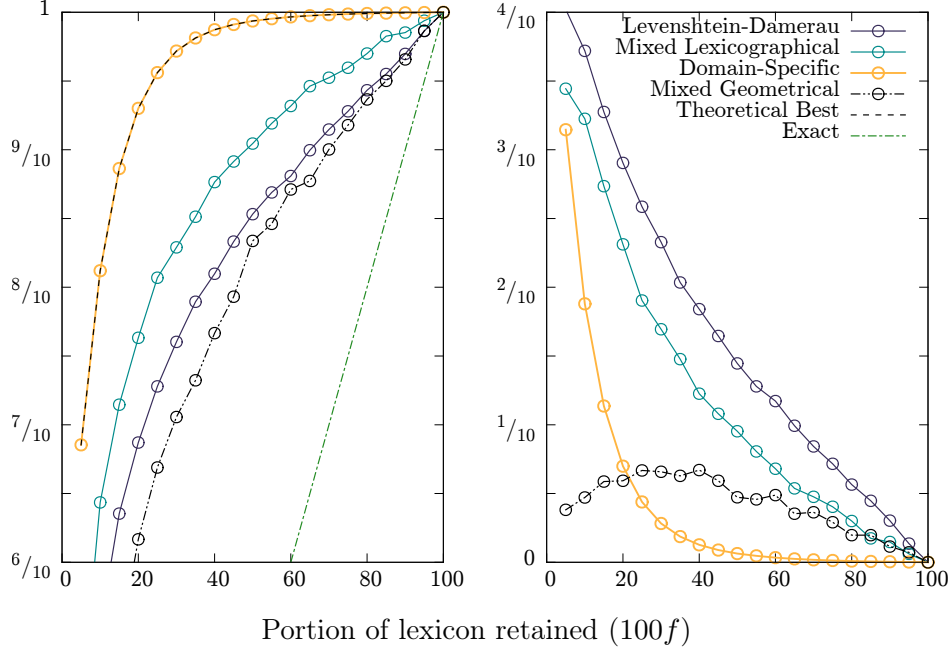 1
9/10
8/10
7/10
6/10
0 20 40 60 80 100
4/10
3/10
2/10
1/10
0
0 20 40 60 80 100
Levenshtein-Damerau
Mixed Lexicographical
Domain-Specific
Mixed Geometrical
Theoretical Best
Exact
Portion of lexicon retained (100f)